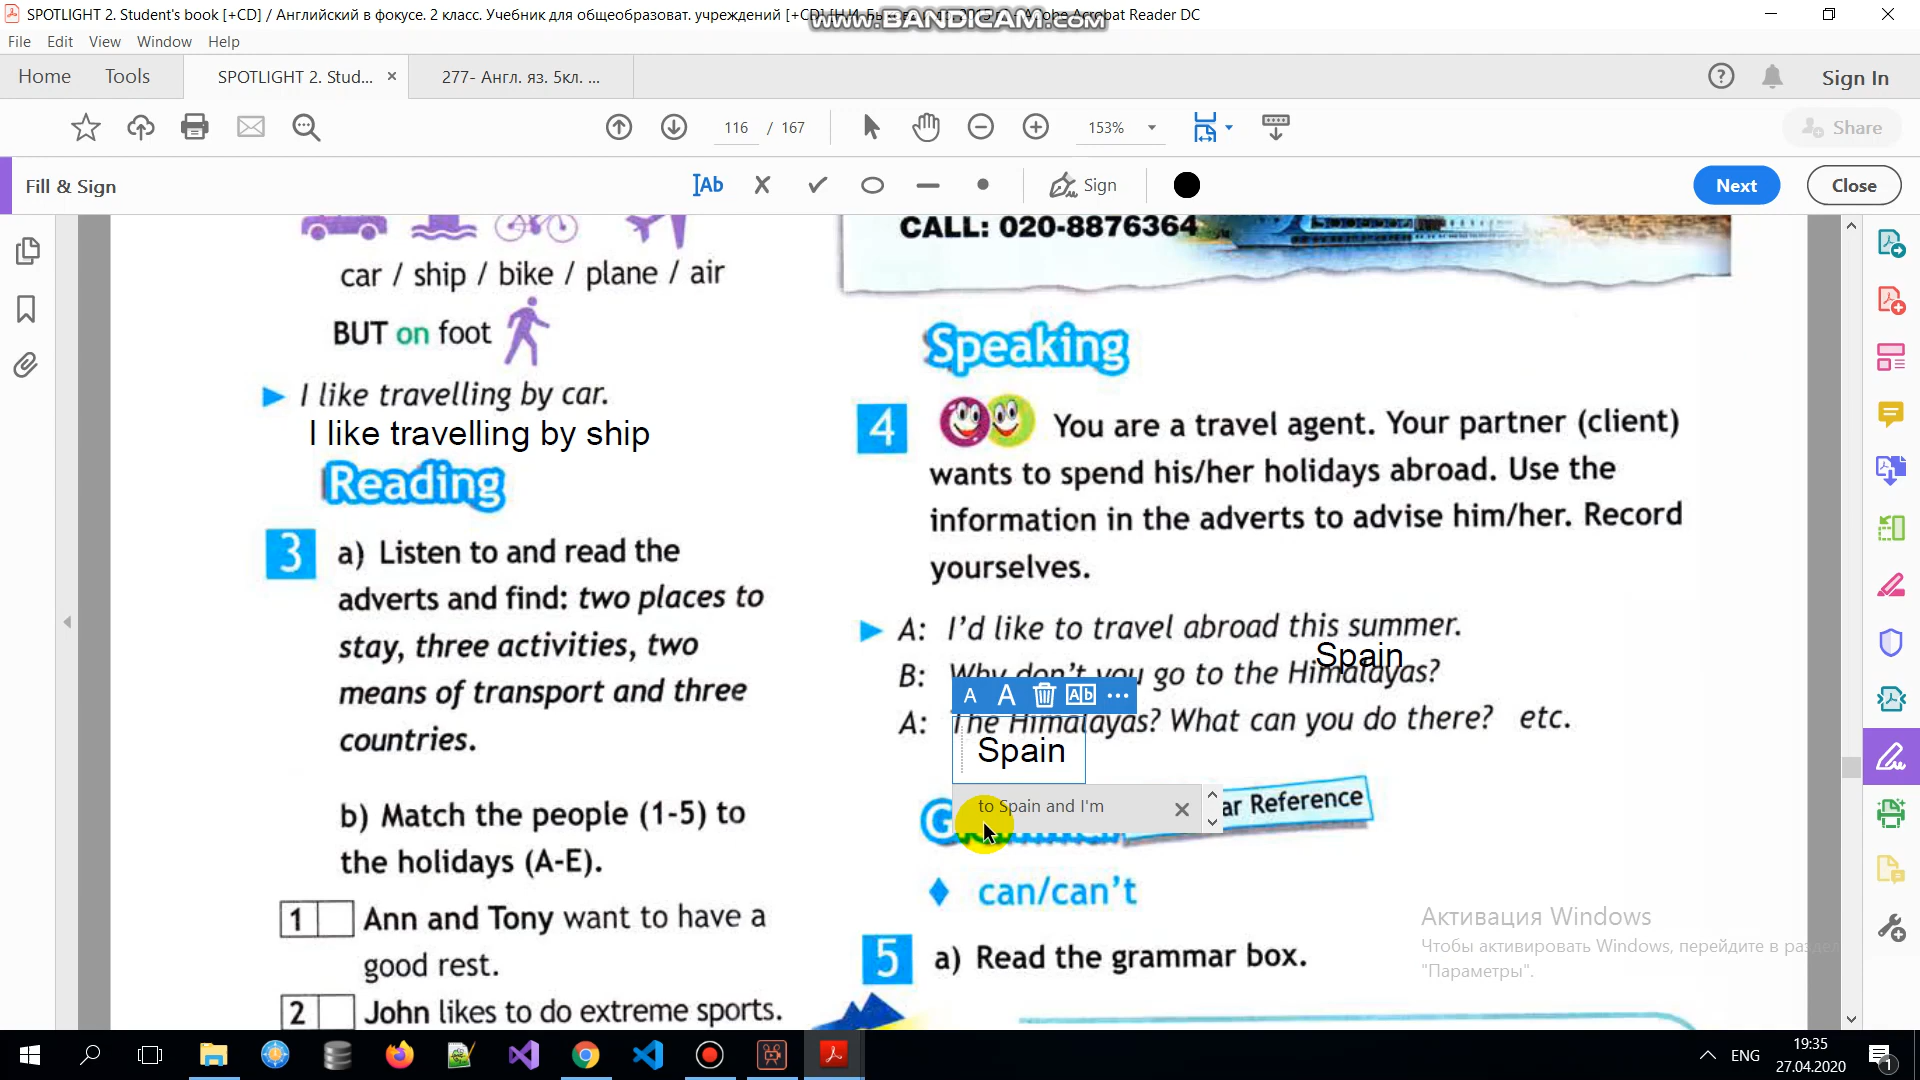 SPOTLIGHT 2. Student's book [+CD] / Английский в фокусе. 2 класс. Учебник для общеобразоват. учреждений [+CD]
Adobe Acrobat Reader DC
WWW.BANDICAM.COM
File Edit View Window Help
Home Tools SPOTLIGHT 2. Stud... × 277- Англ. яз. 5кл. ... Sign In
116 / 167 153% Share
Fill & Sign Ab Sign Next Close
CALL: 020-8876364
car / ship / bike / plane / air
BUT on foot
I like travelling by car.
I like travelling by ship
Reading
3 a) Listen to and read the
adverts and find: two places to
stay, three activities, two
means of transport and three
countries.
b) Match the people (1-5) to
the holidays (A-E).
1 Ann and Tony want to have a
good rest.
2 John likes to do extreme sports.
Speaking
4 You are a travel agent. Your partner (client)
wants to spend his/her holidays abroad. Use the
information in the adverts to advise him/her. Record
yourselves.
A: I'd like to travel abroad this summer.
Spain
B: Why don't you go to the Himalayas?
A A Ab ...
A: The Himalayas? What can you do there? etc.
Spain
to Spain and I'm
ar Reference
can/can't
5 a) Read the grammar box.
Активация Windows
Чтобы активировать Windows, перейдите в раздел
"Параметры".
ENG
19:35
27.04.2020
1